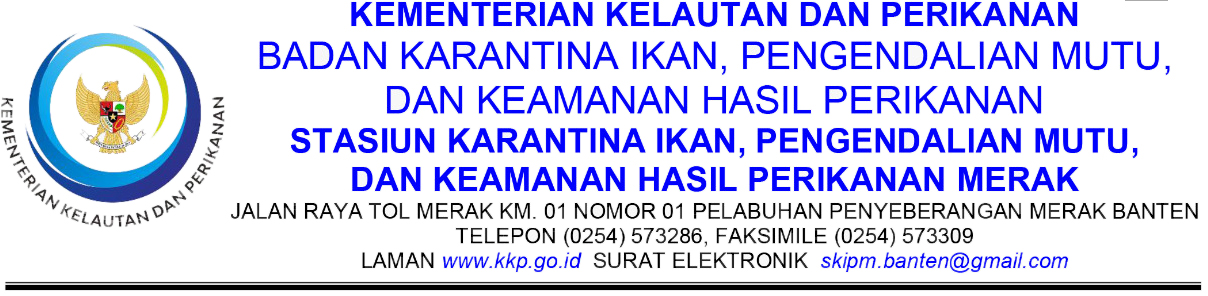 KEMENTERIAN KELAUTAN DAN PERIKANAN
KEMENTERIAN KELAUTAN DAN PERIKANAN
BADAN KARANTINA IKAN, PENGENDALIAN MUTU,
DAN KEAMANAN HASIL PERIKANAN
STASIUN KARANTINA IKAN, PENGENDALIAN MUTU,
DAN KEAMANAN HASIL PERIKANAN MERAK
JALAN RAYA TOL MERAK KM. 01 NOMOR 01 PELABUHAN PENYEBERANGAN MERAK BANTEN
TELEPON (0254) 573286, FAKSIMILE (0254) 573309
LAMAN www.kkp.go.id SURAT ELEKTRONIK skipm.banten@gmail.com